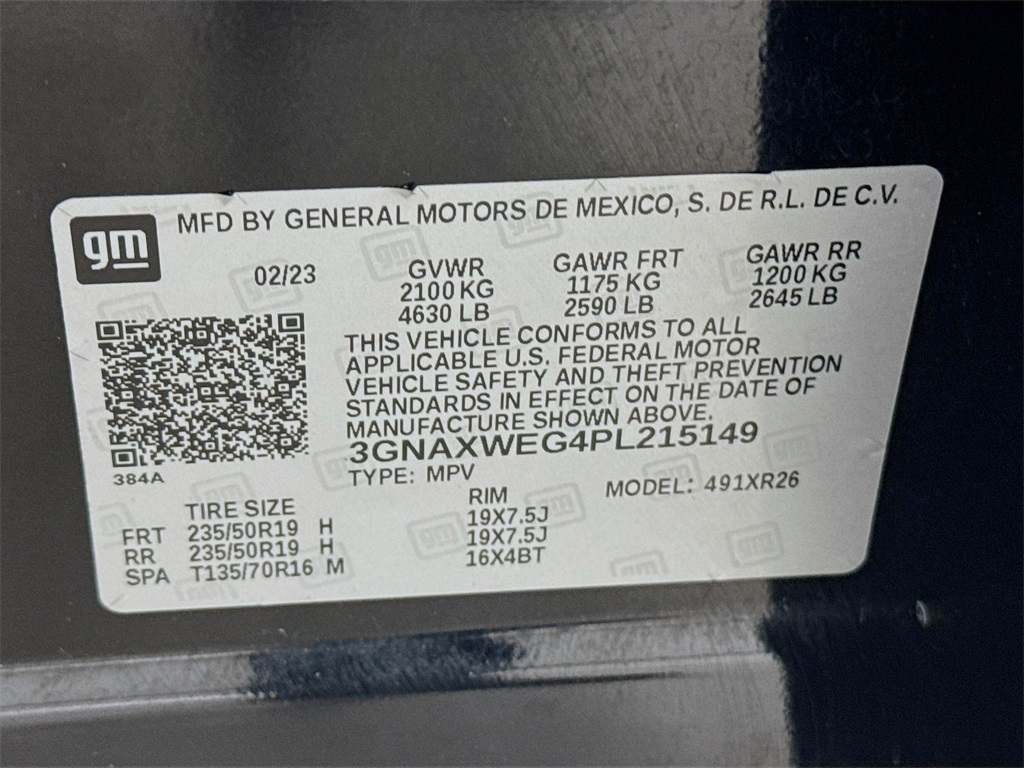 gm
MFD BY GENERAL MOTORS DE MEXICO, S. DE R.L. DE C.V.
02/23
GVWR
2100 KG
4630 LB
GAWR FRT
1175 KG
2590 LB
GAWR RR
1200 KG
2645 LB
THIS VEHICLE CONFORMS TO ALL
APPLICABLE U.S. FEDERAL MOTOR
VEHICLE SAFETY AND THEFT PREVENTION
STANDARDS IN EFFECT ON THE DATE OF
MANUFACTURE SHOWN ABOVE.
3GNAXWEG4PL215149
384A
TYPE: MPV
MODEL: 491XR26
TIRE SIZE RIM
FRT 235/50R19 H 19X7.5J
RR 235/50R19 H 19X7.5J
SPA T135/70R16 M 16X4BT